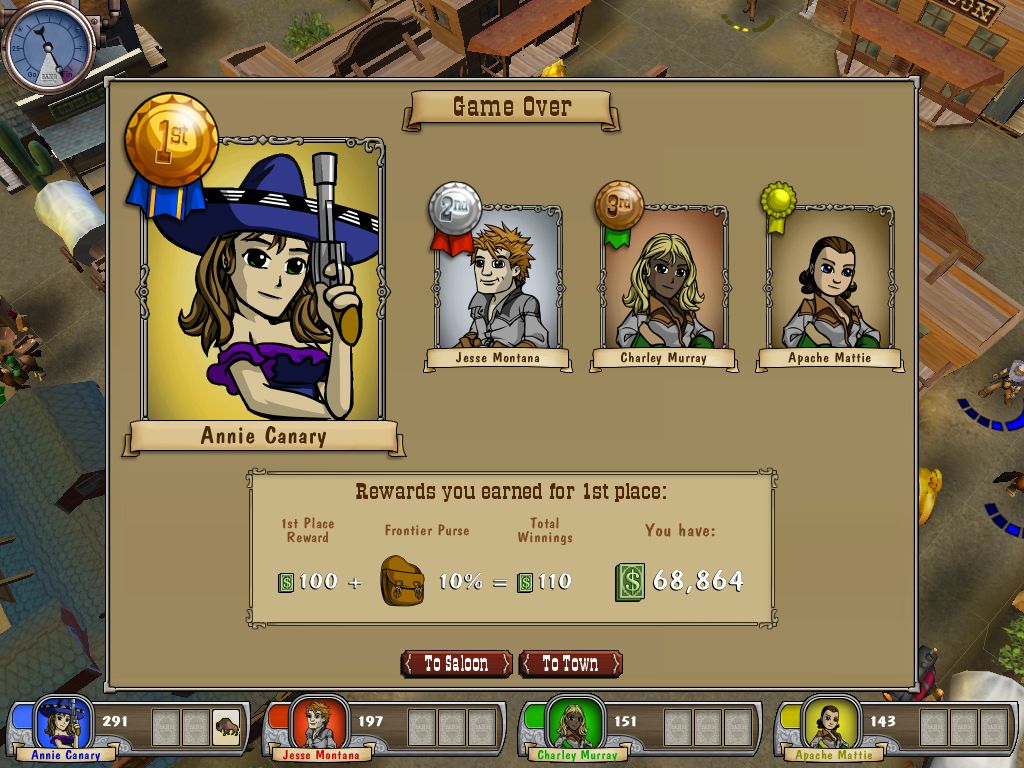 Game Over
1st
2nd
3rd
Jesse Montana
Charley Murray
Apache Mattie
Annie Canary
Rewards you earned for 1st place:
1st Place
Reward
Frontier Purse
Total
Winnings
You have:
$ 100 + 10% = $ 110
$ 68,864
To Saloon
To Town
291
197
151
143
Annie Canary
Jesse Montana
Charley Murray
Apache Mattie